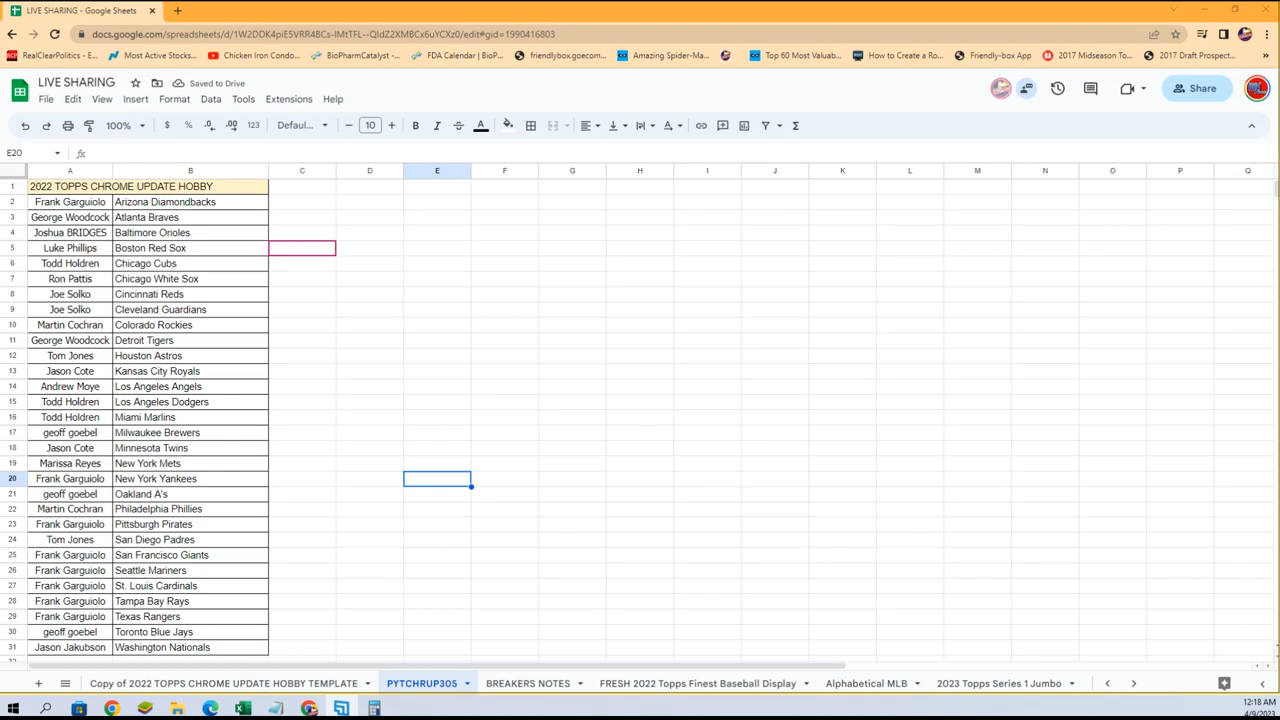 LIVE SHARING - Google Sheets
docs.google.com/spreadsheets/d/1W2DDK4piE5VRR4BCs-IMtTFL--QIdZ2XMBCx6uYCXz0/edit#gid=1990416803
RealClearPolitics - E... Most Active Stocks... Chicken Iron Condo... BioPharmCatalyst -... FDA Calendar | BioP... friendlybox.goecom... Amazing Spider-Ma... Top 60 Most Valuab... How to Create a Ro... Friendly-box App 2017 Midseason To... 2017 Draft Prospect...
LIVE SHARING Saved to Drive
File Edit View Insert Format Data Tools Extensions Help
Share
100% $ % .0 .00 123 Defaul... 10 B I
E20 fx
A B C D E F G H I J K L M N O P Q
1 2022 TOPPS CHROME UPDATE HOBBY
2 Frank Garguiolo Arizona Diamondbacks
3 George Woodcock Atlanta Braves
4 Joshua BRIDGES Baltimore Orioles
5 Luke Phillips Boston Red Sox
6 Todd Holdren Chicago Cubs
7 Ron Pattis Chicago White Sox
8 Joe Solko Cincinnati Reds
9 Joe Solko Cleveland Guardians
10 Martin Cochran Colorado Rockies
11 George Woodcock Detroit Tigers
12 Tom Jones Houston Astros
13 Jason Cote Kansas City Royals
14 Andrew Moye Los Angeles Angels
15 Todd Holdren Los Angeles Dodgers
16 Todd Holdren Miami Marlins
17 geoff goebel Milwaukee Brewers
18 Jason Cote Minnesota Twins
19 Marissa Reyes New York Mets
20 Frank Garguiolo New York Yankees
21 geoff goebel Oakland A's
22 Martin Cochran Philadelphia Phillies
23 Frank Garguiolo Pittsburgh Pirates
24 Tom Jones San Diego Padres
25 Frank Garguiolo San Francisco Giants
26 Frank Garguiolo Seattle Mariners
27 Frank Garguiolo St. Louis Cardinals
28 Frank Garguiolo Tampa Bay Rays
29 Frank Garguiolo Texas Rangers
30 geoff goebel Toronto Blue Jays
31 Jason Jakubson Washington Nationals
Copy of 2022 TOPPS CHROME UPDATE HOBBY TEMPLATE PYTCHRUP305 BREAKERS NOTES FRESH 2022 Topps Finest Baseball Display Alphabetical MLB 2023 Topps Series 1 Jumbo
12:18 AM
4/9/2023